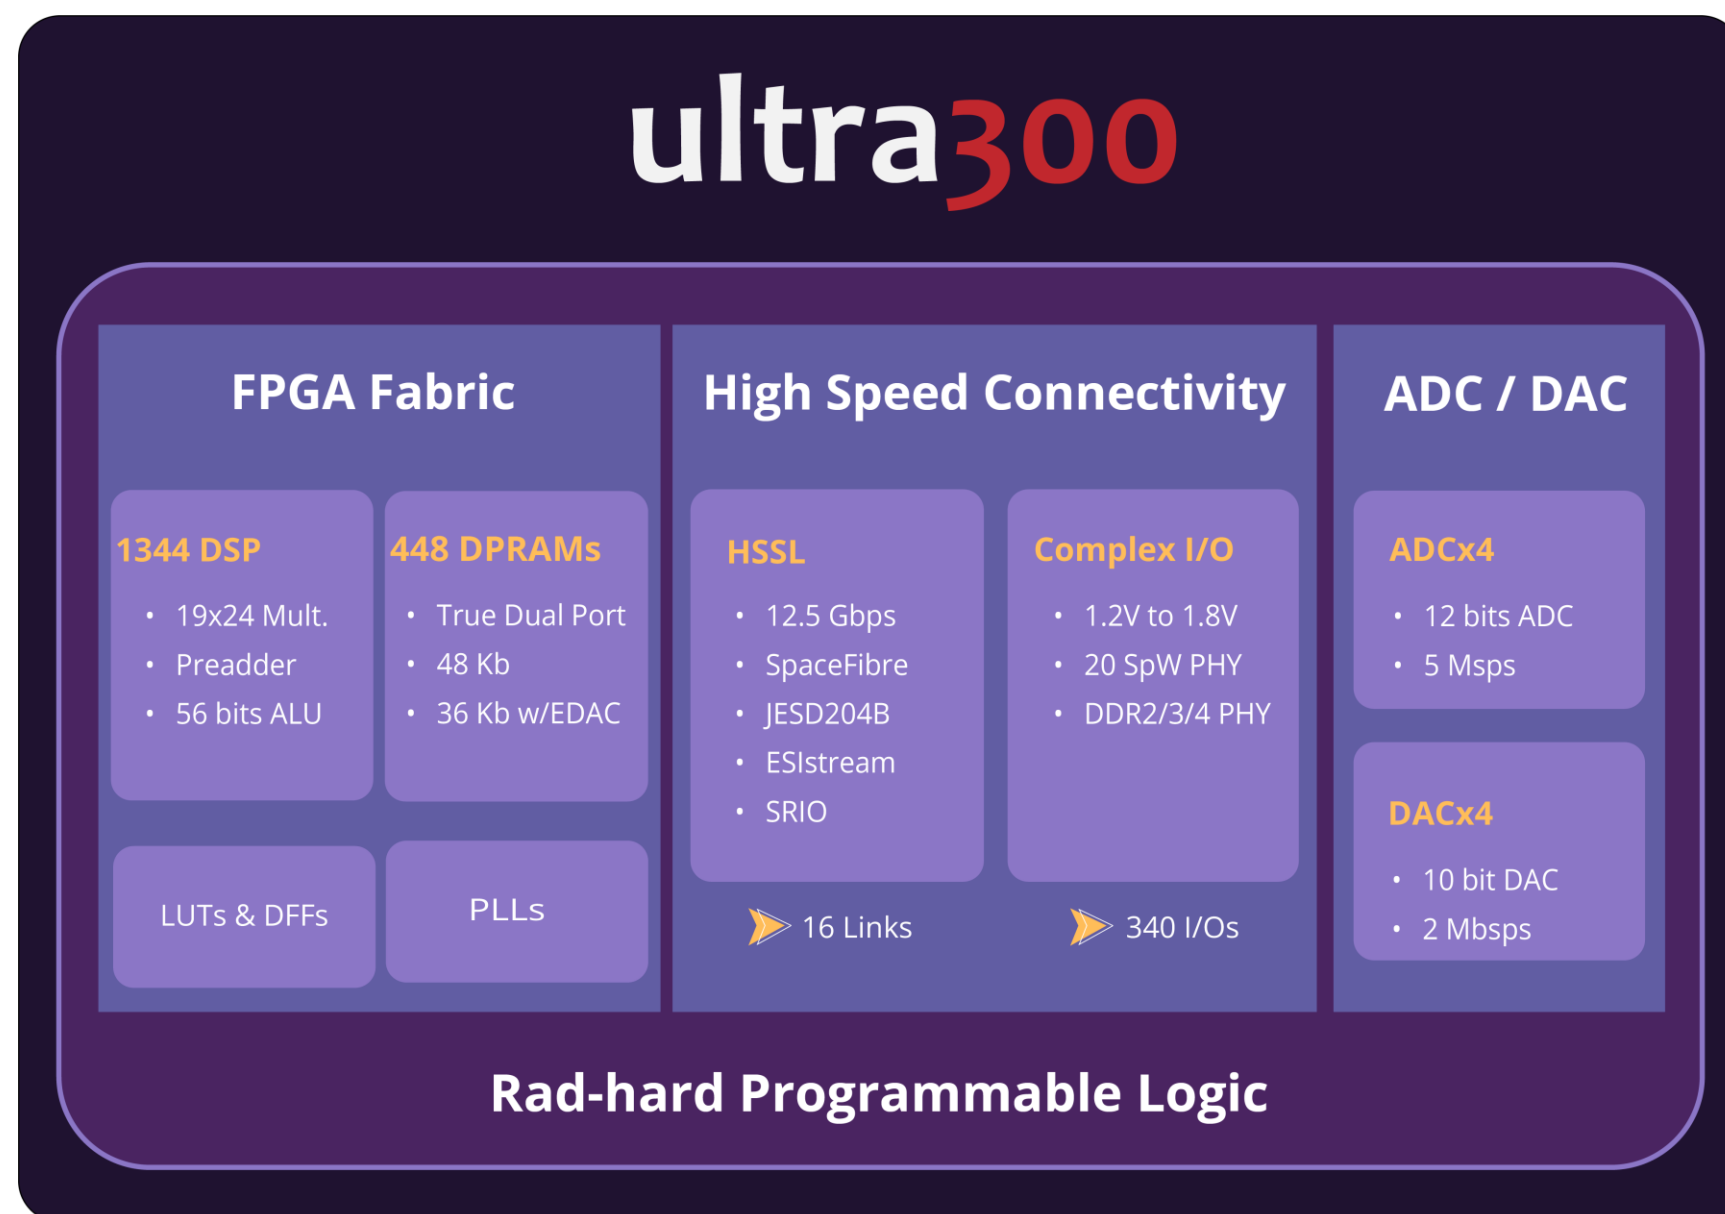 ultra300
FPGA Fabric
1344 DSP
• 19x24 Mult.
• Preadder
• 56 bits ALU
448 DPRAMs
• True Dual Port
• 48 Kb
• 36 Kb w/EDAC
LUTs & DFFs
PLLs
High Speed Connectivity
HSSL
• 12.5 Gbps
• SpaceFibre
• JESD204B
• ESIstream
• SRIO
16 Links
Complex I/O
• 1.2V to 1.8V
• 20 SpW PHY
• DDR2/3/4 PHY
340 I/Os
ADC / DAC
ADCx4
• 12 bits ADC
• 5 Msps
DACx4
• 10 bit DAC
• 2 Mbsps
Rad-hard Programmable Logic